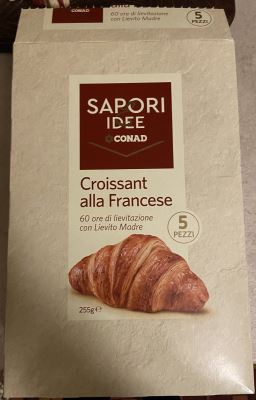 60 ore di lievitazione
con Lievito Madre
5
PEZZI
SAPORI
IDEE
CONAD
Croissant
alla Francese
60 ore di lievitazione
con Lievito Madre
5
PEZZI
255g e